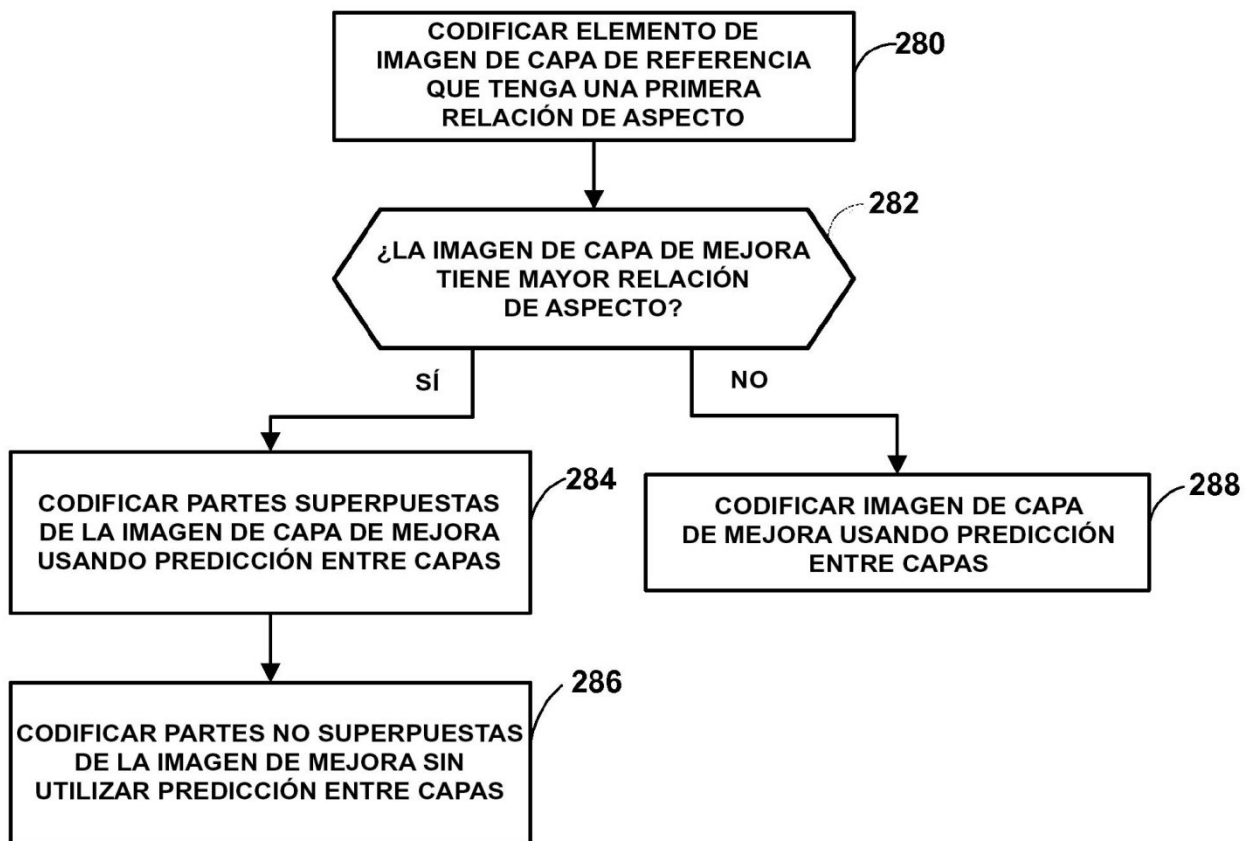 CODIFICAR ELEMENTO DE
IMAGEN DE CAPA DE REFERENCIA
QUE TENGA UNA PRIMERA
RELACIÓN DE ASPECTO
280
282
¿LA IMAGEN DE CAPA DE MEJORA
TIENE MAYOR RELACIÓN
DE ASPECTO?
SÍ
NO
CODIFICAR PARTES SUPERPUESTAS
DE LA IMAGEN DE CAPA DE MEJORA
USANDO PREDICCIÓN ENTRE CAPAS
284
CODIFICAR IMAGEN DE CAPA
DE MEJORA USANDO PREDICCIÓN
ENTRE CAPAS
288
CODIFICAR PARTES NO SUPERPUESTAS
DE LA IMAGEN DE MEJORA SIN
UTILIZAR PREDICCIÓN ENTRE CAPAS
286